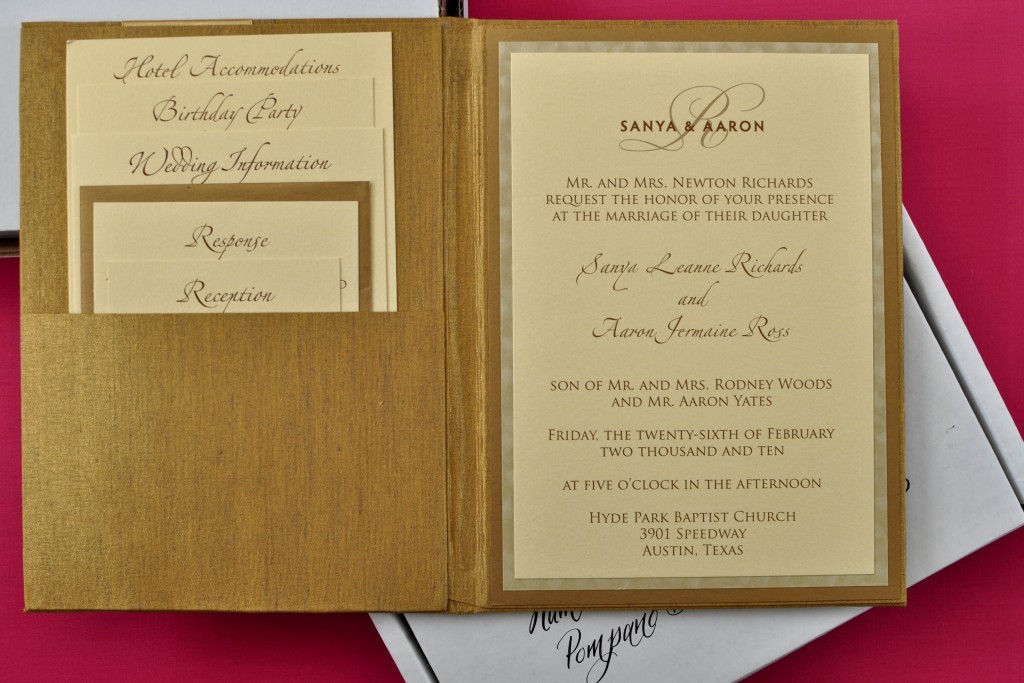 Hotel Accommodations
Birthday Party
Wedding Information
Response
Reception
R
SANYA & AARON
MR. AND MRS. NEWTON RICHARDS
REQUEST THE HONOR OF YOUR PRESENCE
AT THE MARRIAGE OF THEIR DAUGHTER
Sanya Leanne Richards
and
Aaron Jermaine Ross
SON OF MR. AND MRS. RODNEY WOODS
AND MR. AARON YATES
FRIDAY, THE TWENTY-SIXTH OF FEBRUARY
TWO THOUSAND AND TEN
AT FIVE O'CLOCK IN THE AFTERNOON
HYDE PARK BAPTIST CHURCH
3901 SPEEDWAY
AUSTIN, TEXAS
Pompano